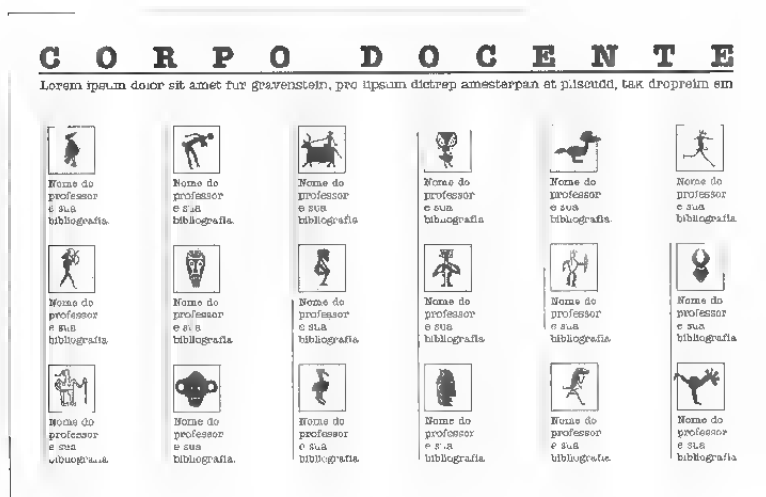 CORPO DOCENTE
Lorem ipsum dolor sit amet fur gravenstein, pro lipsum dictrep amesterpan et pliscudd, tax dropreim em
Nome do
professor
e sua
bibliografia.
Nome do
professor
e sua
bibliografia.
Nome do
professor
e sua
bibliografia.
Nome do
professor
e sua
bibliografia.
Nome do
professor
e sua
bibliografia.
Nome do
professor
e sua
bibliografia.
Nome do
professor
e sua
bibliografia.
Nome do
professor
e sua
bibliografia.
Nome do
professor
e sua
bibliografia.
Nome do
professor
e sua
bibliografia.
Nome do
professor
e sua
bibliografia.
Nome do
professor
e sua
bibliografia.
Nome do
professor
e sua
bibliografia.
Nome do
professor
e sua
bibliografia.
Nome do
professor
e sua
bibliografia.
Nome do
professor
e sua
bibliografia.
Nome do
professor
e sua
bibliografia.
Nome do
professor
e sua
bibliografia.